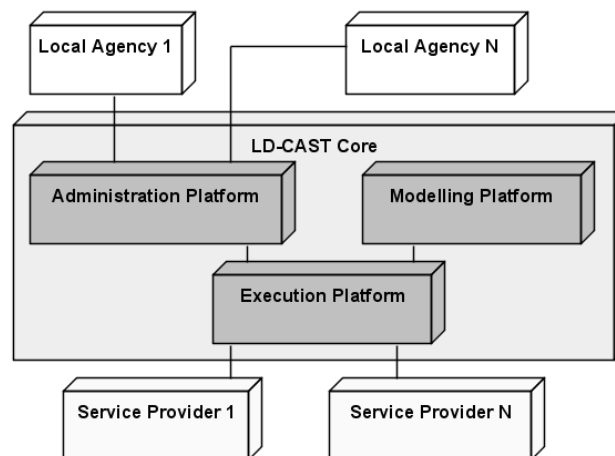 Local Agency 1
Local Agency N
LD-CAST Core
Administration Platform
Modelling Platform
Execution Platform
Service Provider 1
Service Provider N